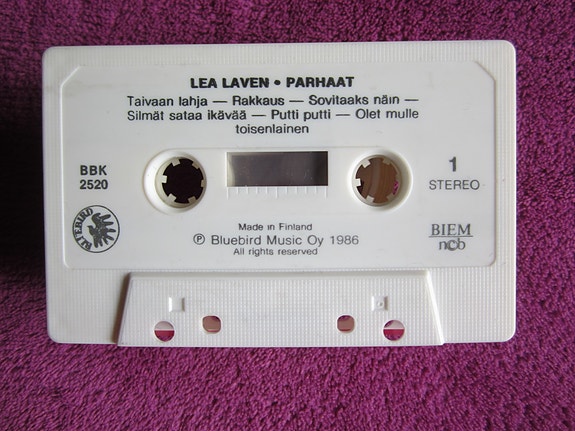 LEA LAVEN • PARHAAT
Taivaan lahja — Rakkaus — Sovitaaks näin —
Silmät sataa ikävää — Putti putti — Olet mulle
toisenlainen
BBK
2520
1
STEREO
BLUEBIRD
Made in Finland
℗ Bluebird Music Oy 1986
All rights reserved
BIEM
ncb